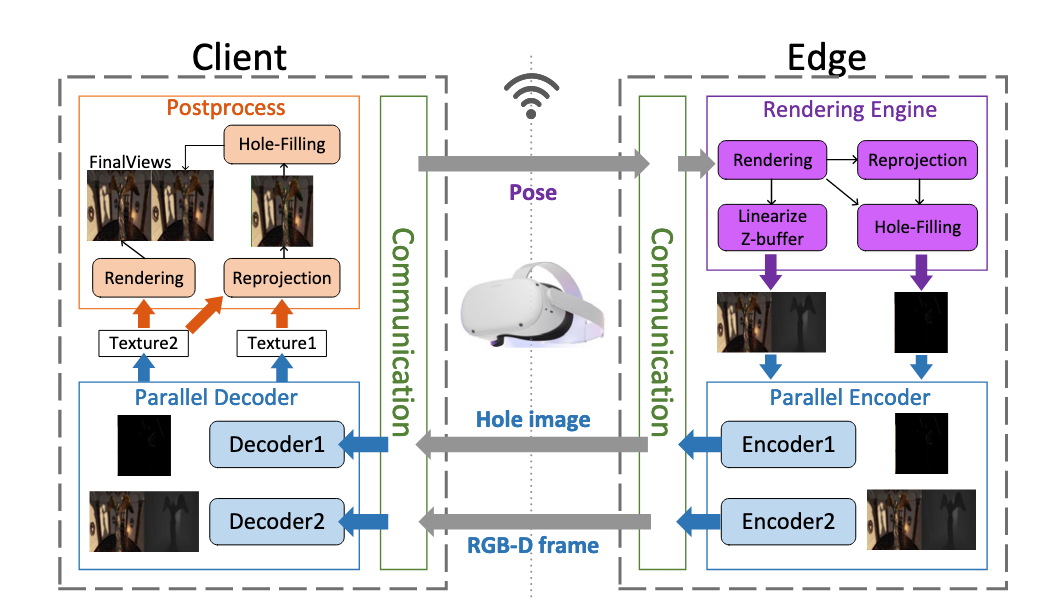 Client
Edge
Postprocess
Hole-Filling
FinalViews
Rendering
Reprojection
Texture2
Texture1
Parallel Decoder
Decoder1
Decoder2
Communication
Pose
Hole image
RGB-D frame
Communication
Rendering Engine
Rendering
Reprojection
Linearize
Z-buffer
Hole-Filling
Parallel Encoder
Encoder1
Encoder2